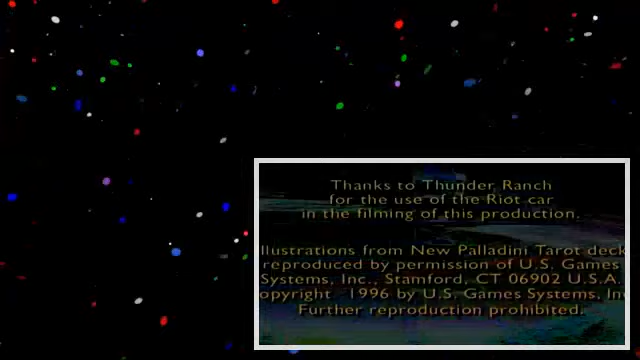 Thanks to Thunder Ranch
for the use of the Riot car
in the filming of this production.
llustrations from New Palladini Tarot deck
reproduced by permission of U.S. Games
Systems, Inc., Stamford, CT 06902 U.S.A.
opyright 1996 by U.S. Games Systems, In
Further reproduction prohibited.